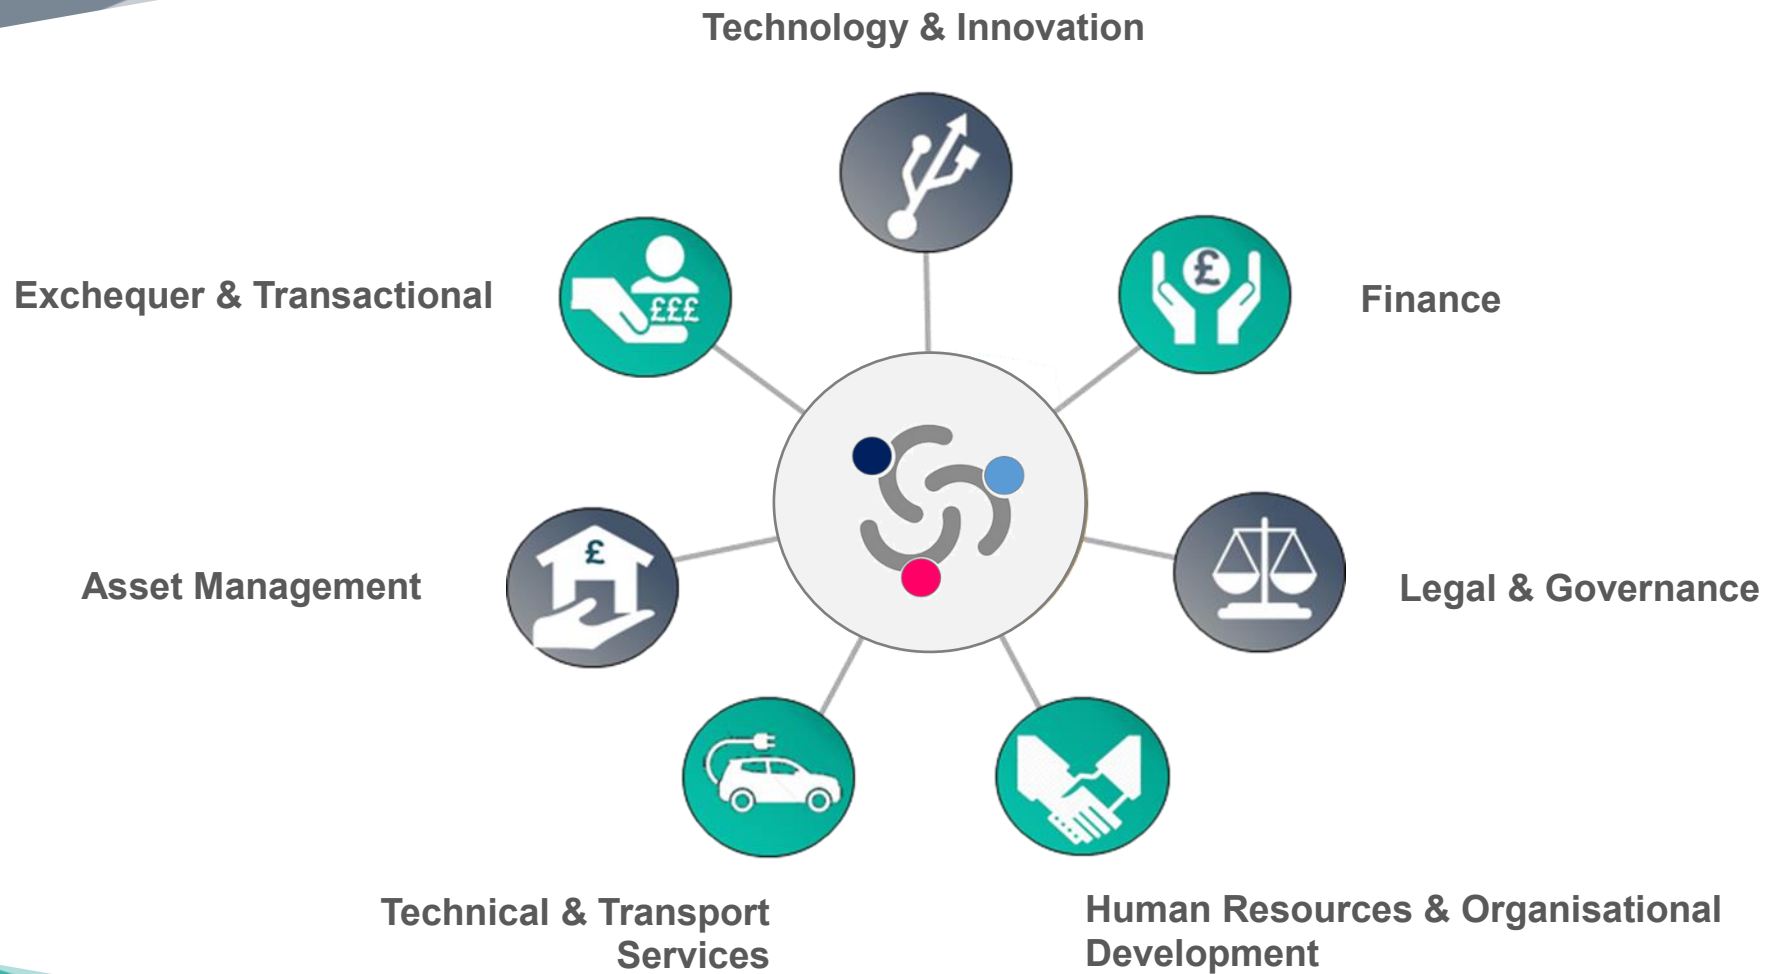 Technology & Innovation
Exchequer & Transactional
£££
£
Finance
£
Asset Management
Legal & Governance
Technical & Transport
Services
Human Resources & Organisational
Development